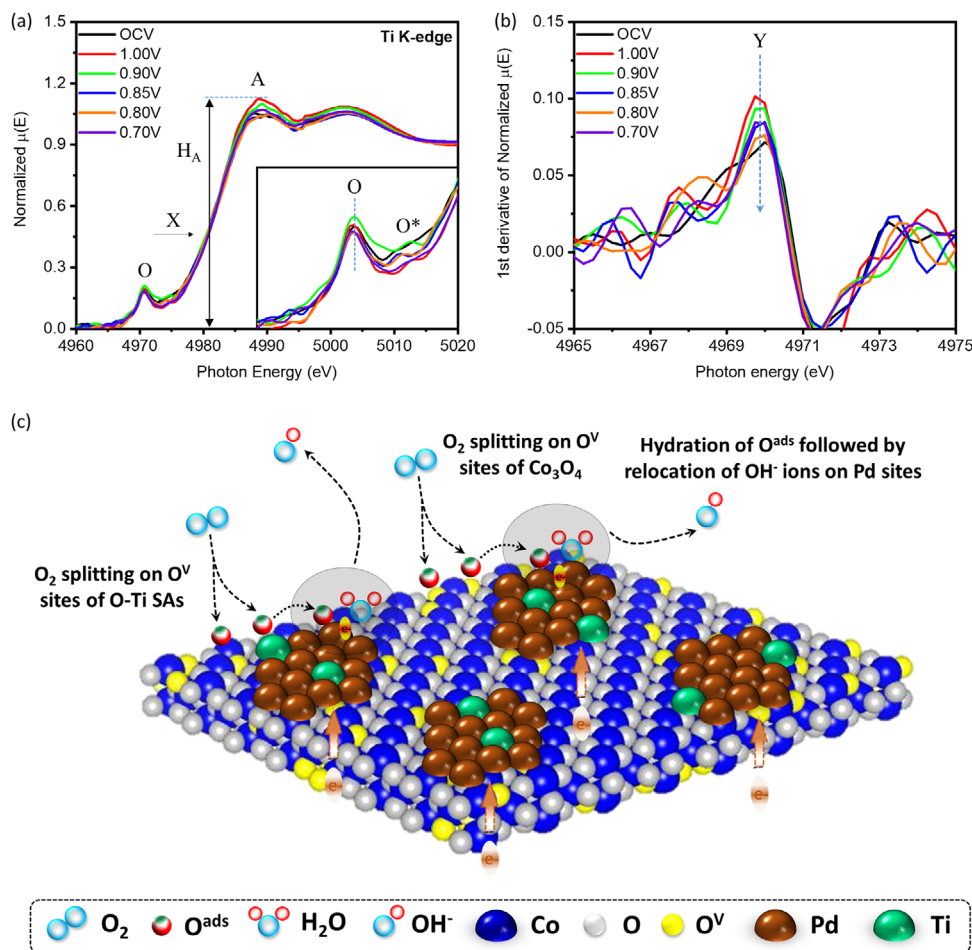 (a)
Ti K-edge
OCV
1.00V
0.90V
0.85V
0.80V
0.70V
A
H_A
X
O
O
O*
1.5
1.2
0.9
0.6
0.3
0.0
Normalized μ(E)
4960 4970 4980 4990 5000 5010 5020
Photon Energy (eV)
(b)
OCV
1.00V
0.90V
0.85V
0.80V
0.70V
Y
0.15
0.10
0.05
0.00
-0.05
1st derivative of Normalized μ(E)
4965 4967 4969 4971 4973 4975
Photon energy (eV)
(c)
O₂ splitting on Oⱽ
sites of Co₃O₄
Hydration of Oᵃᵈˢ followed by
relocation of OH⁻ ions on Pd sites
O₂ splitting on Oⱽ
sites of O-Ti SAs
e-
e-
e-
e-
e-
e-
O₂ Oᵃᵈˢ H₂O OH⁻ Co O Oⱽ Pd Ti